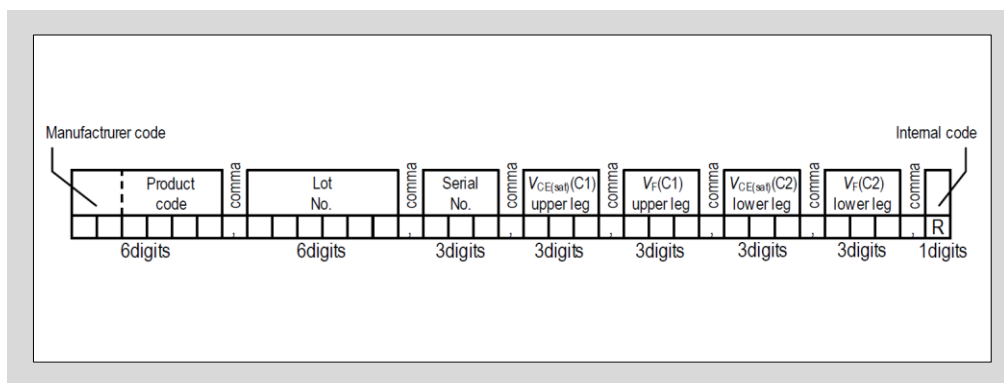 Manufactrurer code
Internal code
Product code
comma
Lot No.
comma
Serial No.
comma
VCE(sat)(C1) upper leg
comma
VF(C1) upper leg
comma
VCE(sat)(C2) lower leg
comma
VF(C2) lower leg
comma
, , , , , , , R
6digits 6digits 3digits 3digits 3digits 3digits 3digits 1digits